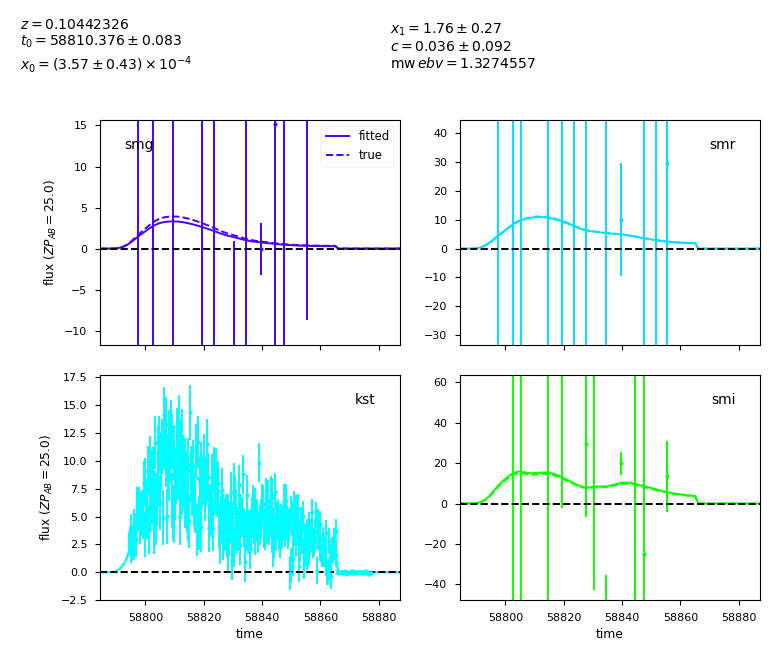 z = 0.10442326
t₀ = 58810.376 ± 0.083
x₀ = (3.57 ± 0.43) × 10⁻⁴
x₁ = 1.76 ± 0.27
c = 0.036 ± 0.092
mw ebv = 1.3274557
smg
fitted
true
15
10
5
0
−5
−10
flux (ZP_AB = 25.0)
smr
40
30
20
10
0
−10
−20
−30
kst
17.5
15.0
12.5
10.0
7.5
5.0
2.5
0.0
−2.5
flux (ZP_AB = 25.0)
58800 58820 58840 58860 58880
time
smi
60
40
20
0
−20
−40
58800 58820 58840 58860 58880
time